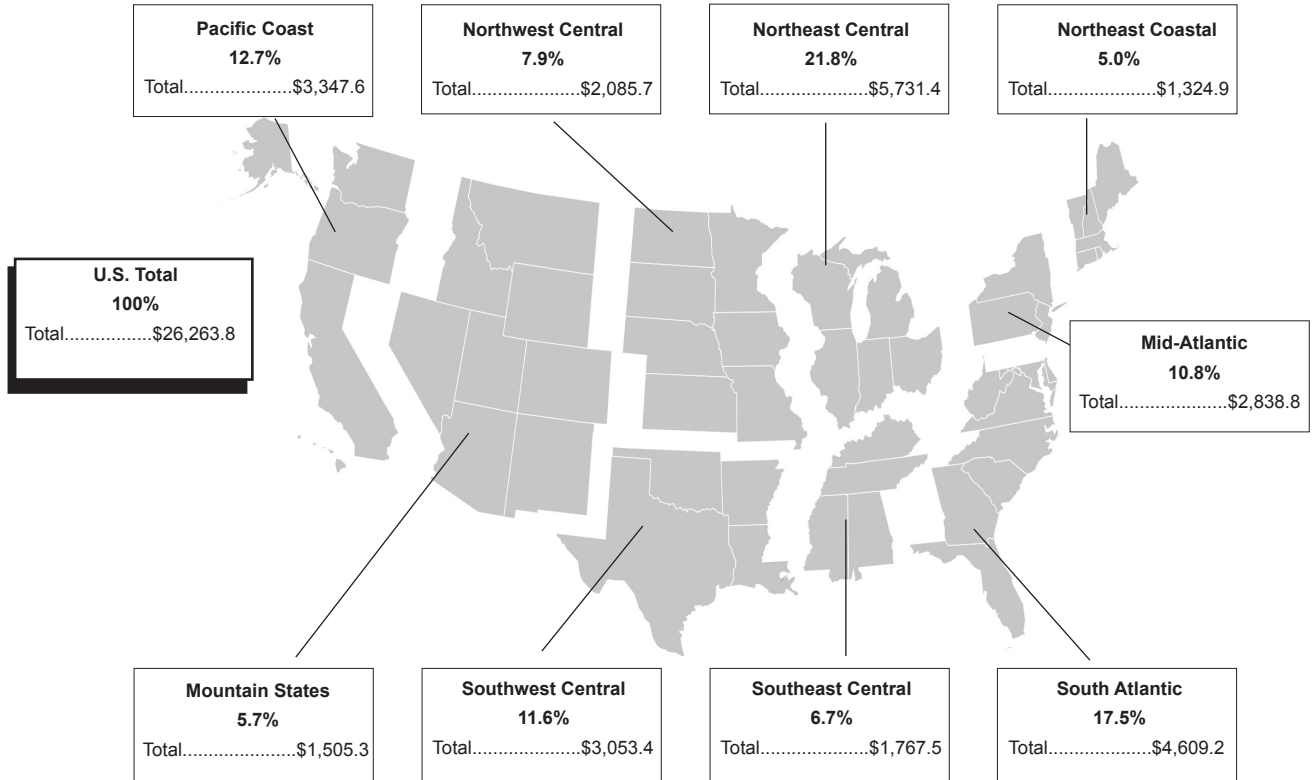 Pacific Coast
12.7%
Total.....................$3,347.6
Northwest Central
7.9%
Total.....................$2,085.7
Northeast Central
21.8%
Total.....................$5,731.4
Northeast Coastal
5.0%
Total.....................$1,324.9
U.S. Total
100%
Total.................$26,263.8
Mid-Atlantic
10.8%
Total.....................$2,838.8
Mountain States
5.7%
Total.....................$1,505.3
Southwest Central
11.6%
Total.....................$3,053.4
Southeast Central
6.7%
Total.....................$1,767.5
South Atlantic
17.5%
Total.....................$4,609.2